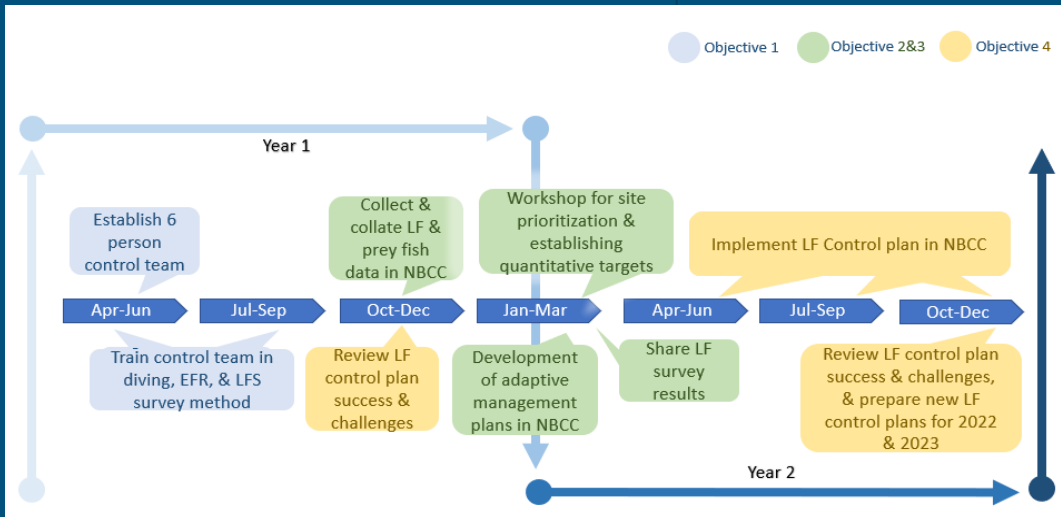 Objective 1
Objective 2&3
Objective 4
Year 1
Establish 6
person
control team
Collect &
collate LF &
prey fish
data in NBCC
Workshop for site
prioritization &
establishing
quantitative targets
Implement LF Control plan in NBCC
Apr-Jun
Jul-Sep
Oct-Dec
Jan-Mar
Apr-Jun
Jul-Sep
Oct-Dec
Train control team in
diving, EFR, & LFS
survey method
Review LF
control plan
success &
challenges
Development
of adaptive
management
plans in NBCC
Share LF
survey
results
Review LF control plan
success & challenges,
& prepare new LF
control plans for 2022
& 2023
Year 2